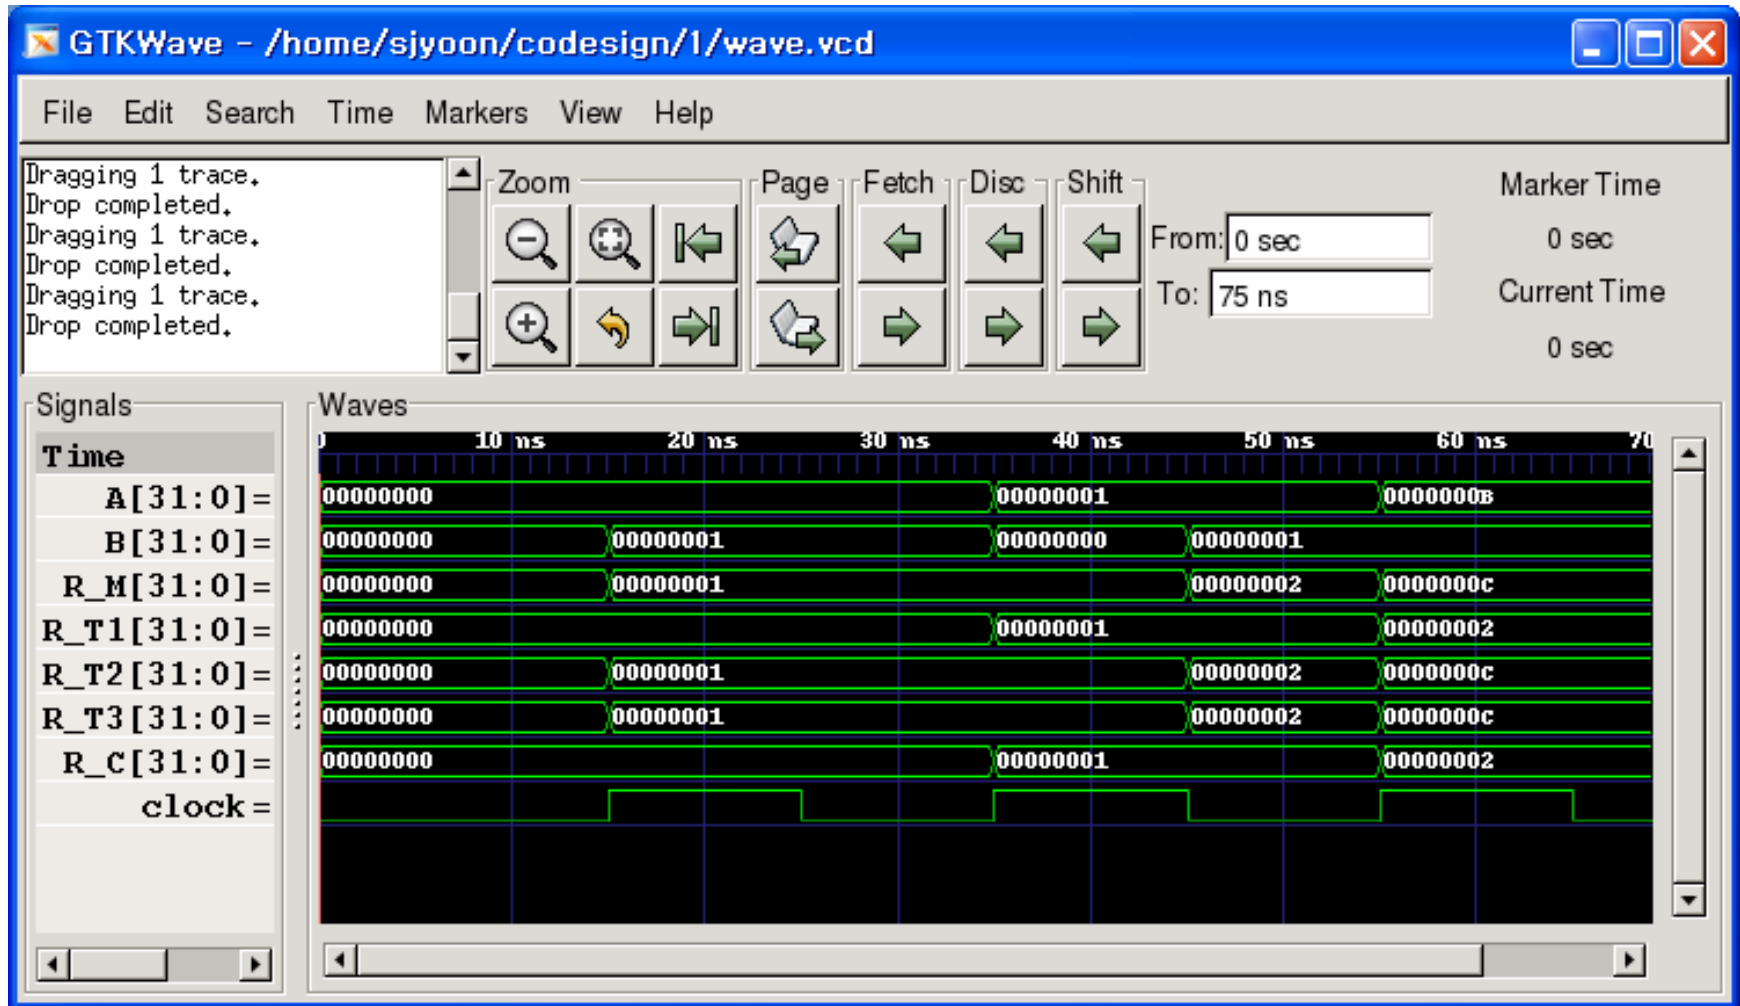 GTKWave - /home/sjyoon/codesign/1/wave.vcd
File Edit Search Time Markers View Help
Dragging 1 trace.
Drop completed.
Dragging 1 trace.
Drop completed.
Dragging 1 trace.
Drop completed.
Zoom
Page
Fetch
Disc
Shift
From: 0 sec
To: 75 ns
Marker Time
0 sec
Current Time
0 sec
Signals
Waves
Time
0 10 ns 20 ns 30 ns 40 ns 50 ns 60 ns 70
A[31:0]= 00000000 00000001 0000000B
B[31:0]= 00000000 00000001 00000000 00000001
R_M[31:0]= 00000000 00000001 00000002 0000000C
R_T1[31:0]= 00000000 00000001 00000002
R_T2[31:0]= 00000000 00000001 00000002 0000000C
R_T3[31:0]= 00000000 00000001 00000002 0000000C
R_C[31:0]= 00000000 00000001 00000002
clock=